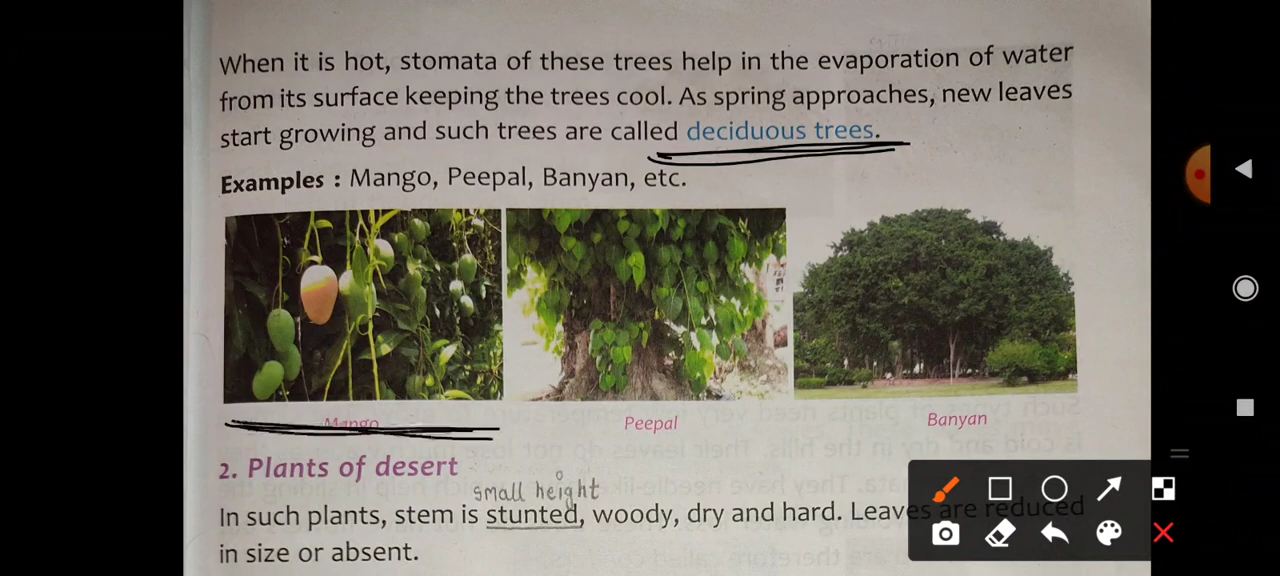 When it is hot, stomata of these trees help in the evaporation of water
from its surface keeping the trees cool. As spring approaches, new leaves
start growing and such trees are called deciduous trees.
Examples : Mango, Peepal, Banyan, etc.
Mango
Peepal
Banyan
2. Plants of desert
small height
In such plants, stem is stunted, woody, dry and hard. Leaves are reduced
in size or absent.